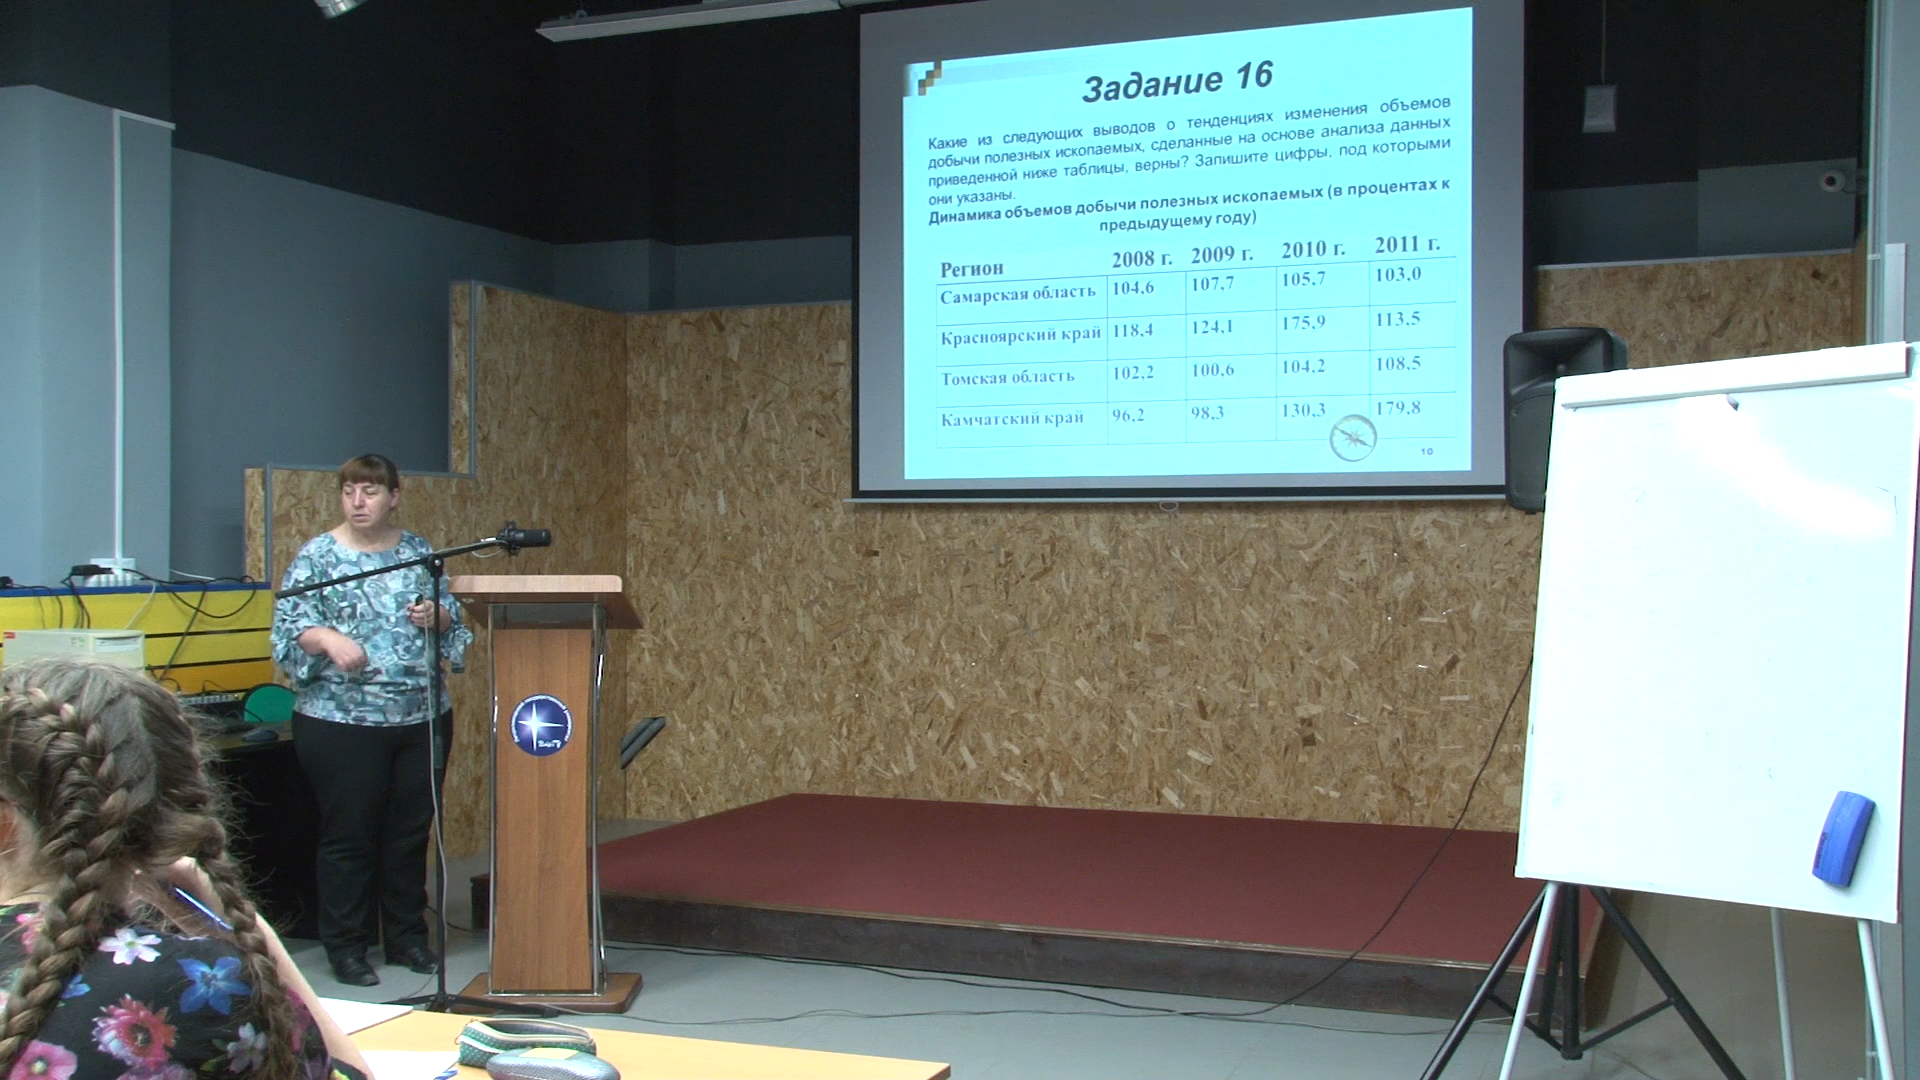 Задание 16
Какие из следующих выводов о тенденциях изменения объемов
добычи полезных ископаемых, сделанные на основе анализа данных
приведенной ниже таблицы, верны? Запишите цифры, под которыми
они указаны.
Динамика объемов добычи полезных ископаемых (в процентах к
предыдущему году)
Регион 2008 г. 2009 г. 2010 г. 2011 г.
Самарская область 104,6 107,7 105,7 103,0
Красноярский край 118,4 124,1 175,9 113,5
Томская область 102,2 100,6 104,2 108,5
Камчатский край 96,2 98,3 130,3 179,8
10